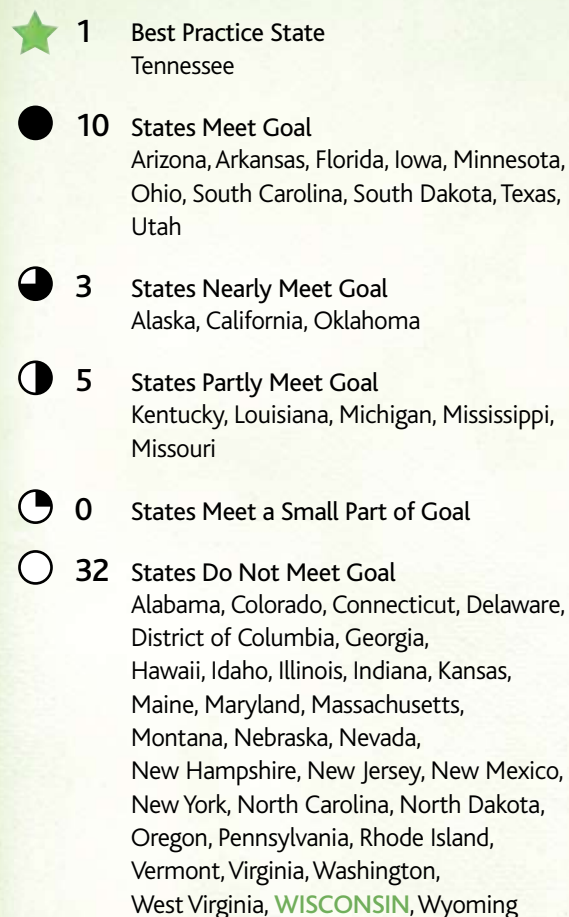 1 Best Practice State
Tennessee
10 States Meet Goal
Arizona, Arkansas, Florida, Iowa, Minnesota,
Ohio, South Carolina, South Dakota, Texas,
Utah
3 States Nearly Meet Goal
Alaska, California, Oklahoma
5 States Partly Meet Goal
Kentucky, Louisiana, Michigan, Mississippi,
Missouri
0 States Meet a Small Part of Goal
32 States Do Not Meet Goal
Alabama, Colorado, Connecticut, Delaware,
District of Columbia, Georgia,
Hawaii, Idaho, Illinois, Indiana, Kansas,
Maine, Maryland, Massachusetts,
Montana, Nebraska, Nevada,
New Hampshire, New Jersey, New Mexico,
New York, North Carolina, North Dakota,
Oregon, Pennsylvania, Rhode Island,
Vermont, Virginia, Washington,
West Virginia, WISCONSIN, Wyoming